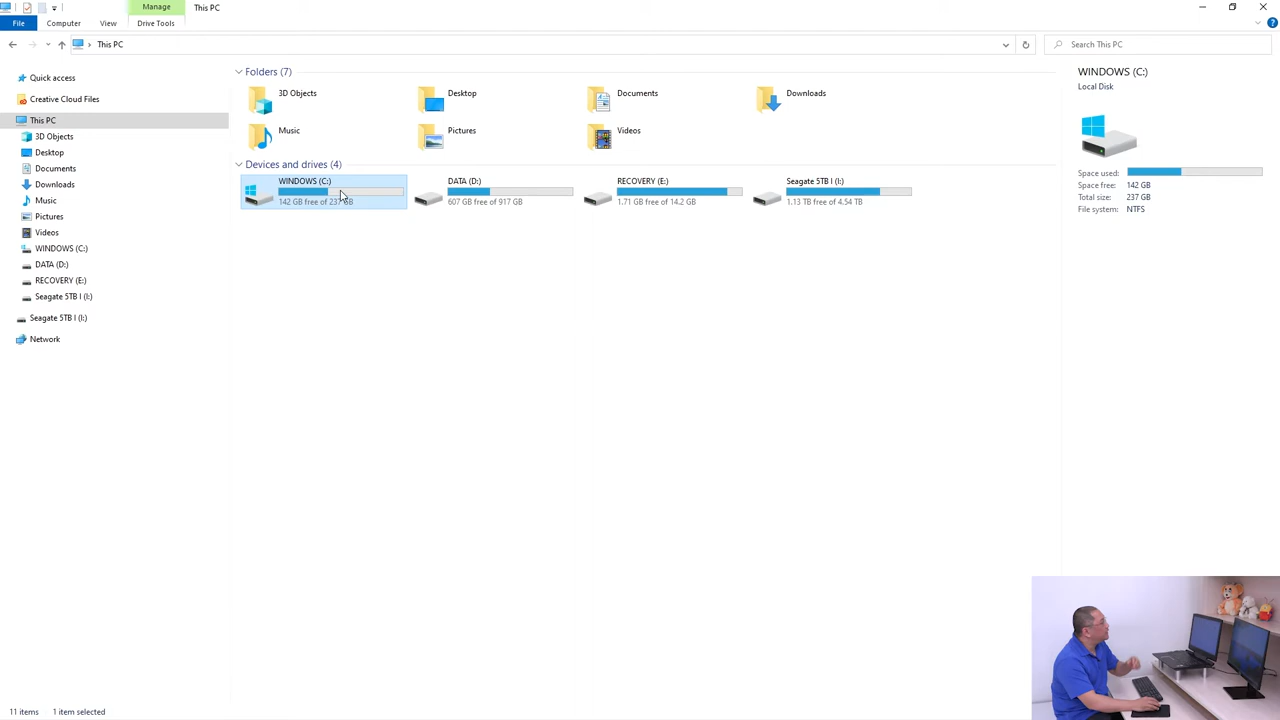 Manage
This PC
File
Computer
View
Drive Tools
This PC
Search This PC
Quick access
Creative Cloud Files
This PC
3D Objects
Desktop
Documents
Downloads
Music
Pictures
Videos
WINDOWS (C:)
DATA (D:)
RECOVERY (E:)
Seagate 5TB I (I:)
Seagate 5TB I (I:)
Network
Folders (7)
3D Objects
Desktop
Documents
Downloads
Music
Pictures
Videos
Devices and drives (4)
WINDOWS (C:)
142 GB free of 237 GB
DATA (D:)
607 GB free of 917 GB
RECOVERY (E:)
1.71 GB free of 14.2 GB
Seagate 5TB I (I:)
1.13 TB free of 4.54 TB
WINDOWS (C:)
Local Disk
Space used:
Space free: 142 GB
Total size: 237 GB
File system: NTFS
11 items
1 item selected